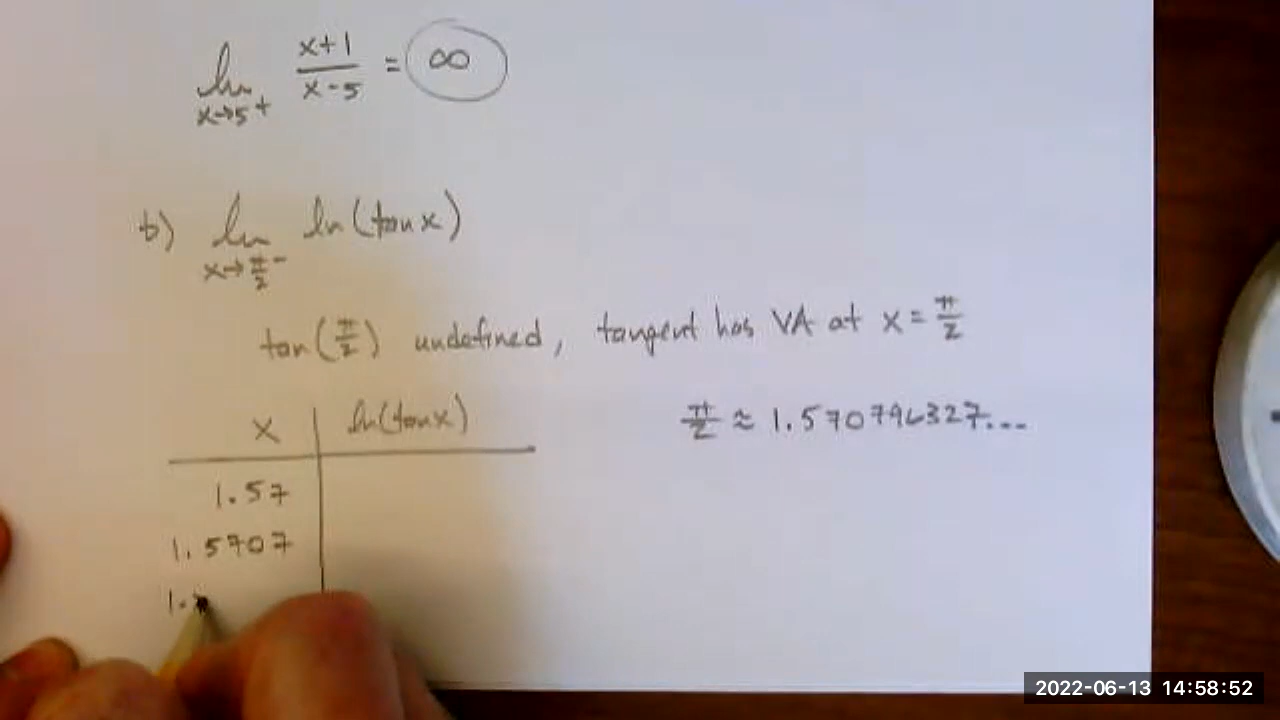 lim x→5⁺ (x+1)/(x-5) = ∞
b) lim x→π/2⁻ ln(tan x)
tan(π/2) undefined, tangent has VA at x = π/2
x | ln(tan x)
π/2 ≈ 1.570796327...
1.57
1.5707
1.
2022-06-13 14:58:52